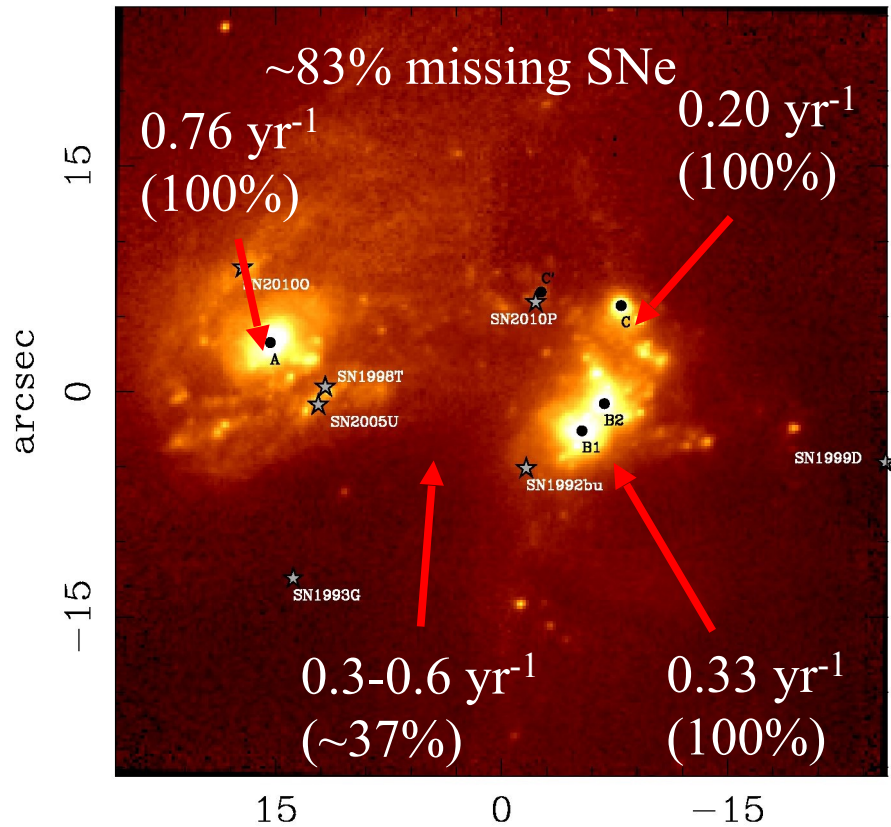 ~83% missing SNe
0.76 yr-1
(100%)
0.20 yr-1
(100%)
15
SN2010O
C'
SN2010P
C
A
SN1998T
0
SN2005U
B2
B1
SN1999D
SN1992bu
arcsec
SN1993G
-15
0.3-0.6 yr-1
(~37%)
0.33 yr-1
(100%)
15
0
-15